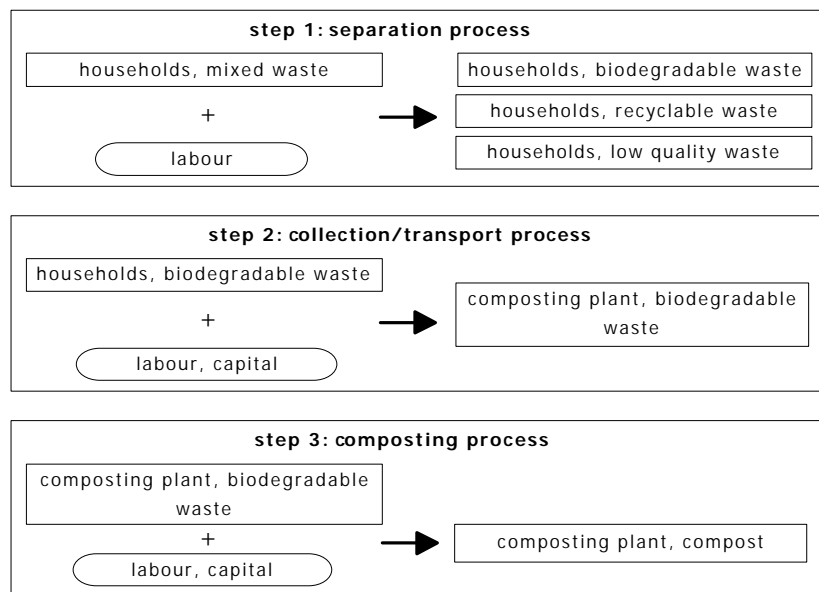 step 1: separation process
households, mixed waste
+
labour
households, biodegradable waste
households, recyclable waste
households, low quality waste
step 2: collection/transport process
households, biodegradable waste
+
labour, capital
composting plant, biodegradable
waste
step 3: composting process
composting plant, biodegradable
waste
+
labour, capital
composting plant, compost